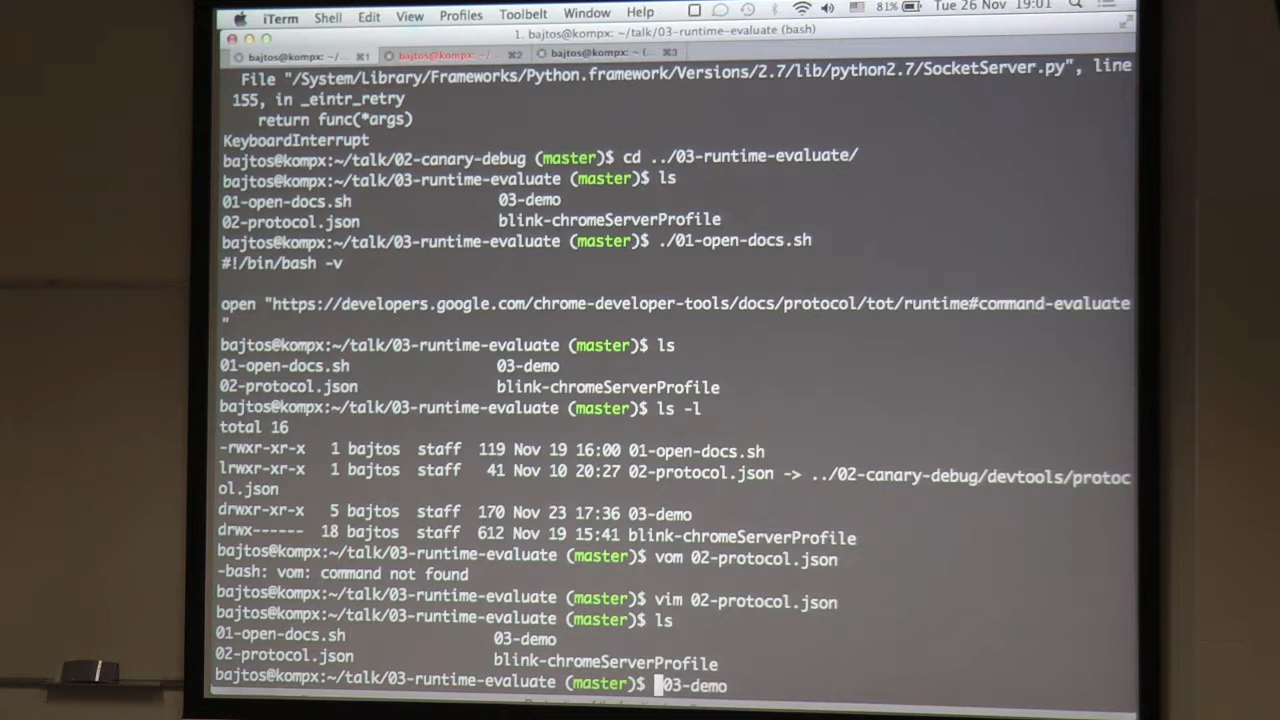 iTerm Shell Edit View Profiles Toolbelt Window Help 81% Tue 26 Nov 19:01
1. bajtos@kompx: ~/talk/03-runtime-evaluate (bash)
bajtos@kompx: ~/... ⌘1 bajtos@kompx: ~/... ⌘2 bajtos@kompx: ~ (... ⌘3
File "/System/Library/Frameworks/Python.framework/Versions/2.7/lib/python2.7/SocketServer.py", line
155, in _eintr_retry
return func(*args)
KeyboardInterrupt
bajtos@kompx:~/talk/02-canary-debug (master)$ cd ../03-runtime-evaluate/
bajtos@kompx:~/talk/03-runtime-evaluate (master)$ ls
01-open-docs.sh 03-demo
02-protocol.json blink-chromeServerProfile
bajtos@kompx:~/talk/03-runtime-evaluate (master)$ ./01-open-docs.sh
#!/bin/bash -v
open "https://developers.google.com/chrome-developer-tools/docs/protocol/tot/runtime#command-evaluate
"
bajtos@kompx:~/talk/03-runtime-evaluate (master)$ ls
01-open-docs.sh 03-demo
02-protocol.json blink-chromeServerProfile
bajtos@kompx:~/talk/03-runtime-evaluate (master)$ ls -l
total 16
-rwxr-xr-x 1 bajtos staff 119 Nov 19 16:00 01-open-docs.sh
lrwxr-xr-x 1 bajtos staff 41 Nov 10 20:27 02-protocol.json -> ../02-canary-debug/devtools/protoc
ol.json
drwxr-xr-x 5 bajtos staff 170 Nov 23 17:36 03-demo
drwx------ 18 bajtos staff 612 Nov 19 15:41 blink-chromeServerProfile
bajtos@kompx:~/talk/03-runtime-evaluate (master)$ vom 02-protocol.json
-bash: vom: command not found
bajtos@kompx:~/talk/03-runtime-evaluate (master)$ vim 02-protocol.json
bajtos@kompx:~/talk/03-runtime-evaluate (master)$ ls
01-open-docs.sh 03-demo
02-protocol.json blink-chromeServerProfile
bajtos@kompx:~/talk/03-runtime-evaluate (master)$ 03-demo